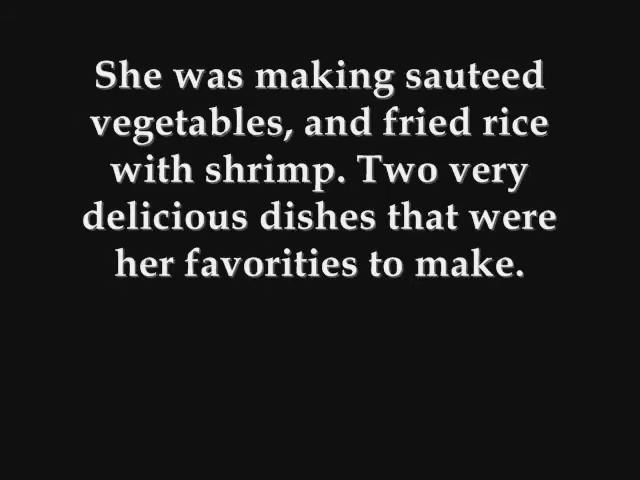 She was making sauteed
vegetables, and fried rice
with shrimp. Two very
delicious dishes that were
her favorities to make.